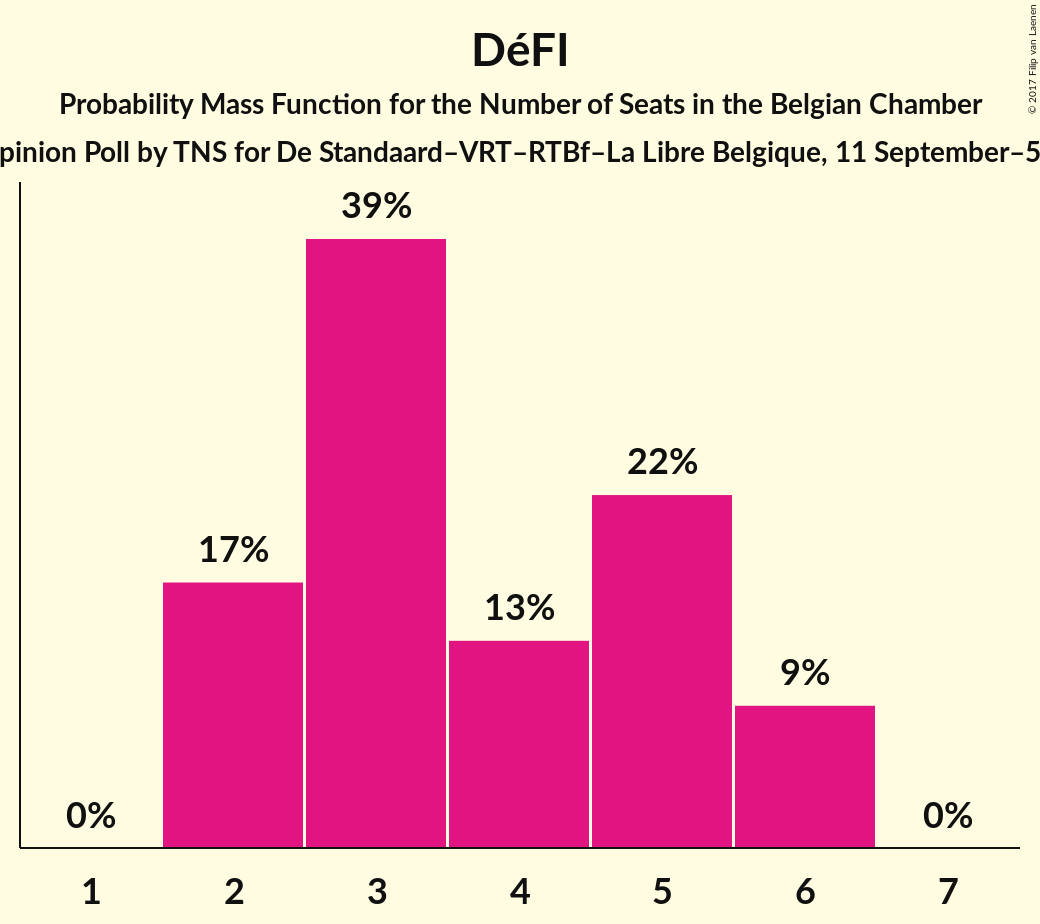 DéFI
Probability Mass Function for the Number of Seats in the Belgian Chamber
pinion Poll by TNS for De Standaard–VRT–RTBf–La Libre Belgique, 11 September–5
© 2017 Filip van Laenen
39%
22%
17%
13%
9%
0%
0%
1 2 3 4 5 6 7